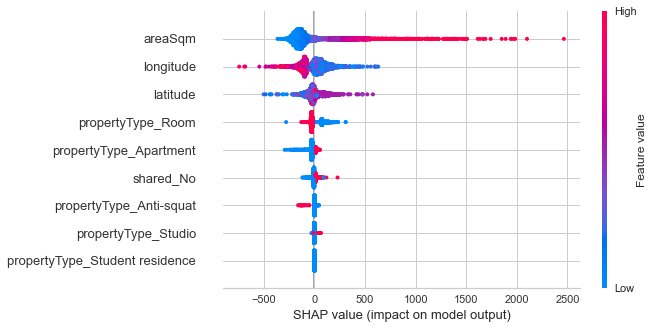 High
areaSqm
longitude
latitude
propertyType_Room
propertyType_Apartment
shared_No
propertyType_Anti-squat
propertyType_Studio
propertyType_Student residence
Feature value
Low
−500 0 500 1000 1500 2000 2500
SHAP value (impact on model output)